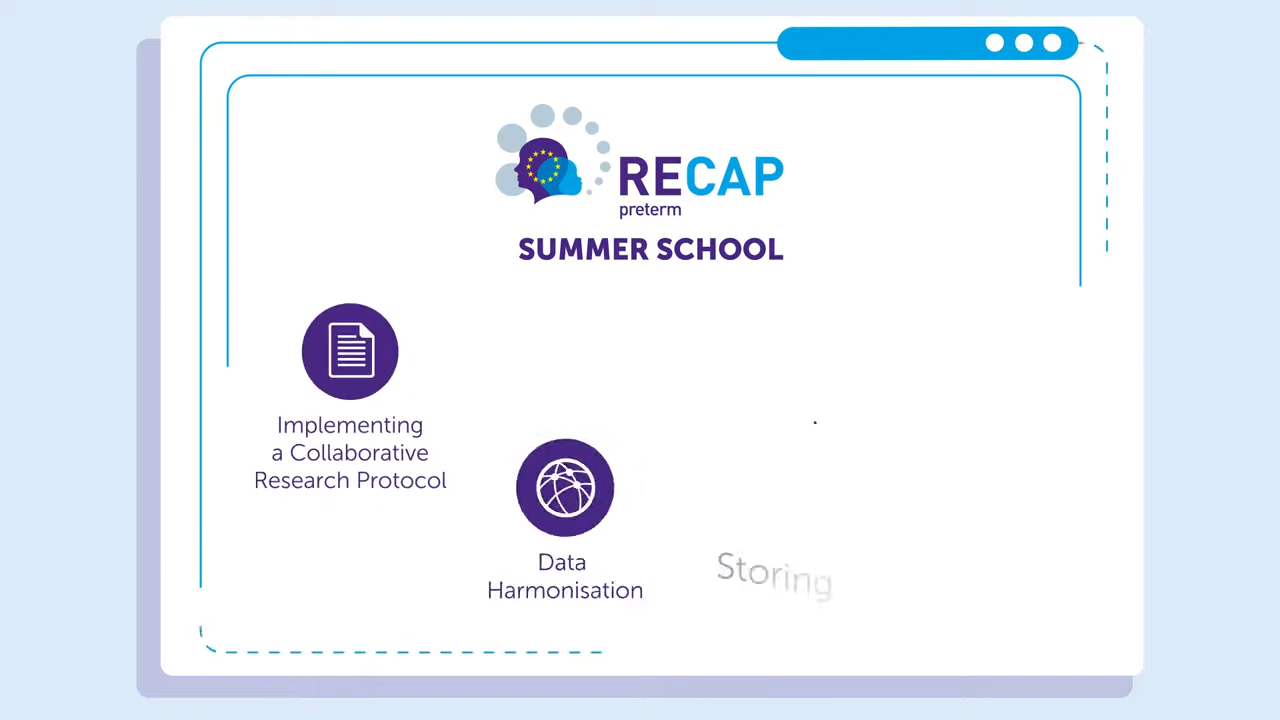 RECAP
preterm
SUMMER SCHOOL
Implementing
a Collaborative
Research Protocol
Data
Harmonisation
Storing